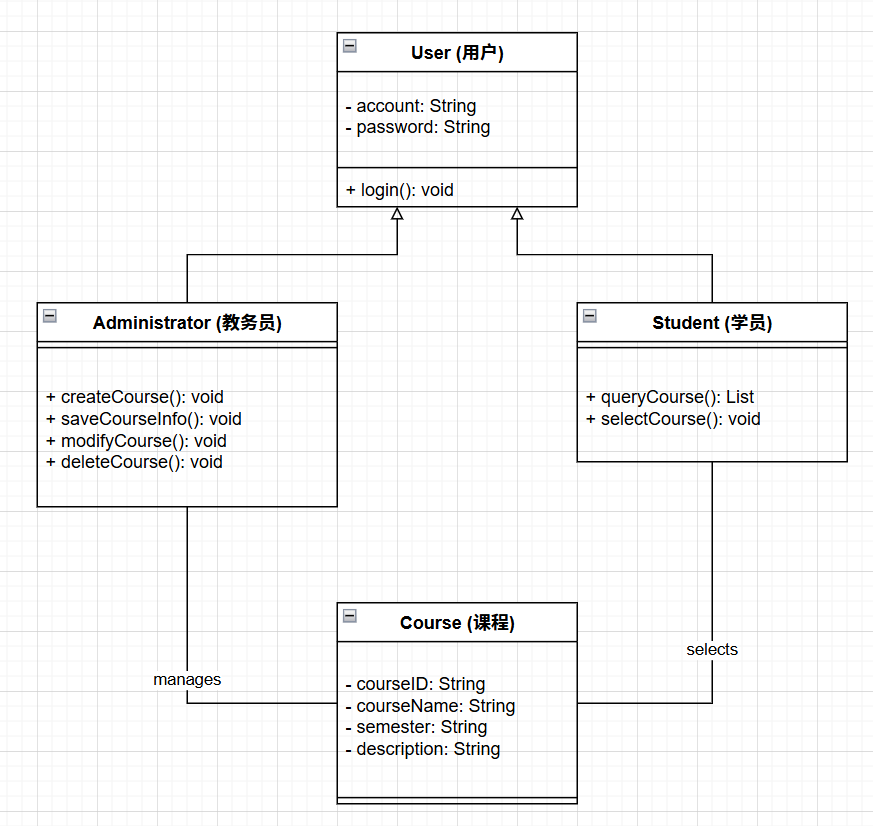 User (用户)
- account: String
- password: String
+ login(): void
Administrator (教务员)
+ createCourse(): void
+ saveCourseInfo(): void
+ modifyCourse(): void
+ deleteCourse(): void
Student (学员)
+ queryCourse(): List
+ selectCourse(): void
manages
selects
Course (课程)
- courseID: String
- courseName: String
- semester: String
- description: String